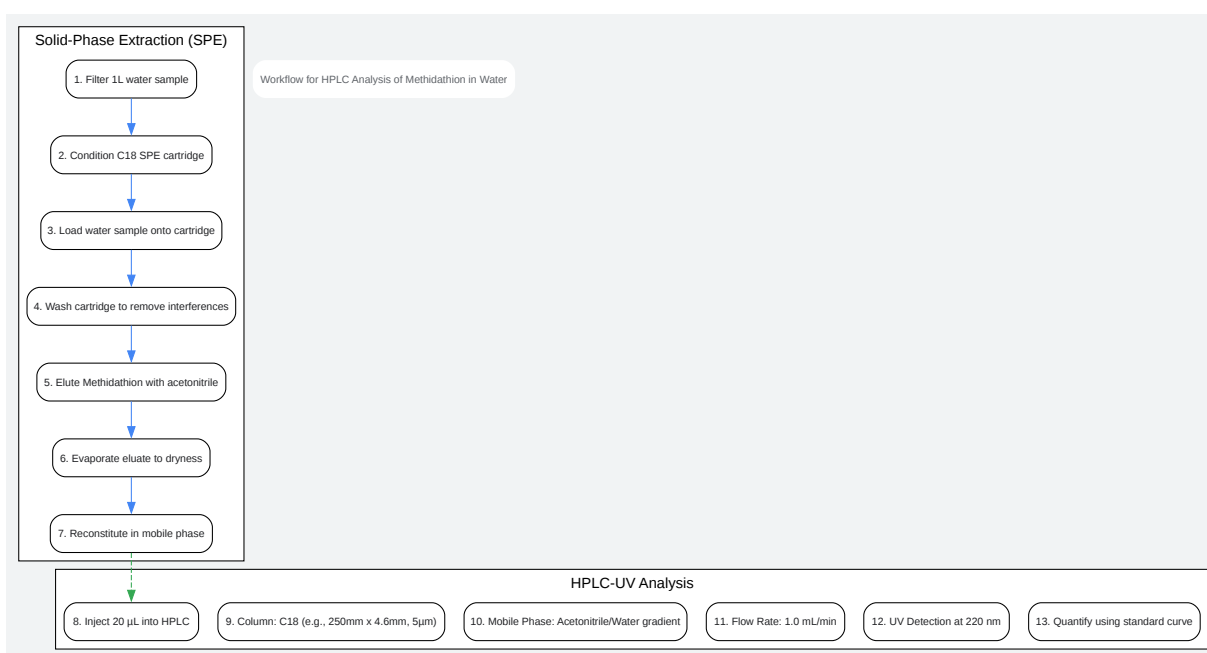 Solid-Phase Extraction (SPE)
1. Filter 1L water sample
Workflow for HPLC Analysis of Methidathion in Water
2. Condition C18 SPE cartridge
3. Load water sample onto cartridge
4. Wash cartridge to remove interferences
5. Elute Methidathion with acetonitrile
6. Evaporate eluate to dryness
7. Reconstitute in mobile phase
HPLC-UV Analysis
8. Inject 20 µL into HPLC
9. Column: C18 (e.g., 250mm x 4.6mm, 5µm)
10. Mobile Phase: Acetonitrile/Water gradient
11. Flow Rate: 1.0 mL/min
12. UV Detection at 220 nm
13. Quantify using standard curve